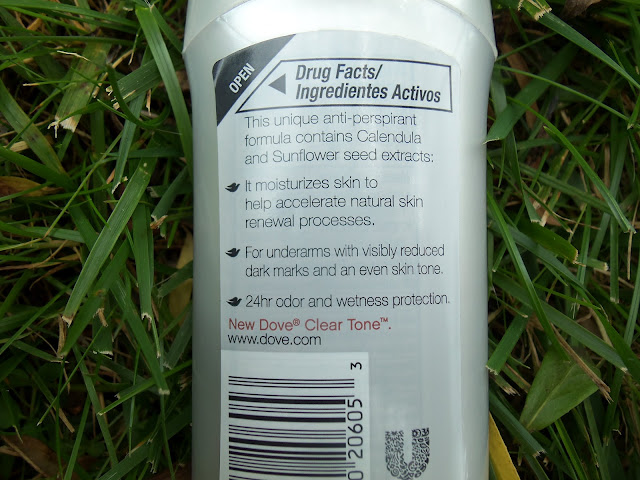 OPEN
Drug Facts/
Ingredientes Activos
This unique anti-perspirant
formula contains Calendula
and Sunflower seed extracts:
It moisturizes skin to
help accelerate natural skin
renewal processes.
For underarms with visibly reduced
dark marks and an even skin tone.
24hr odor and wetness protection.
New Dove® Clear Tone™.
www.dove.com
0 20605 3